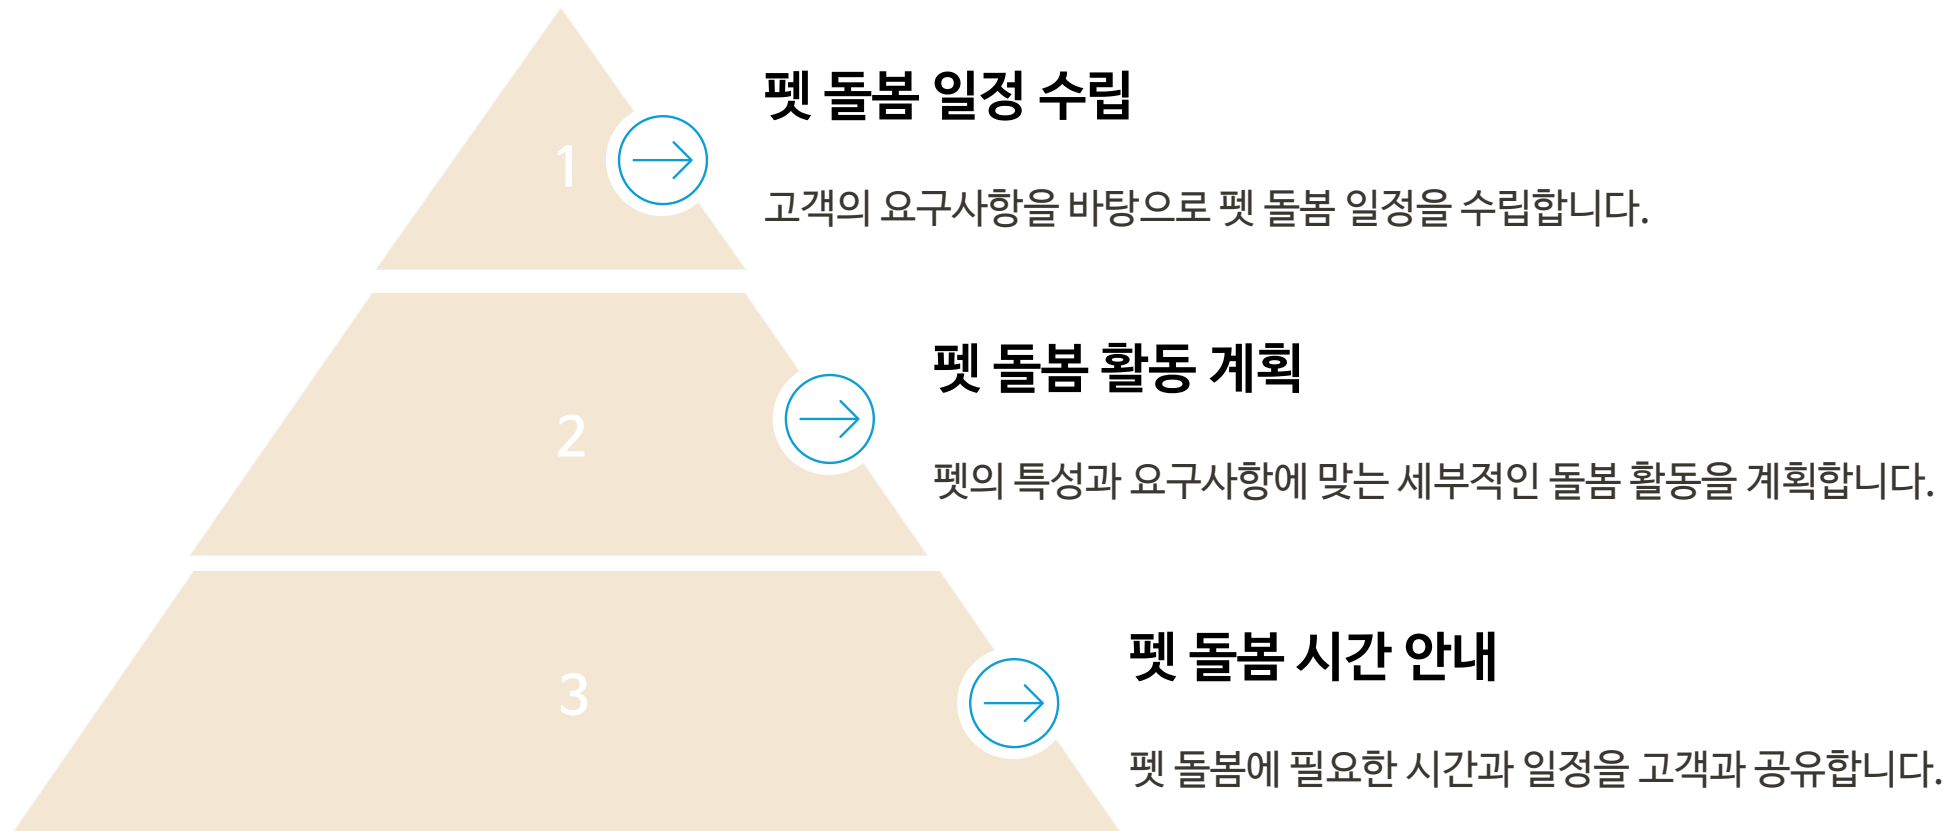 1
펫 돌봄 일정 수립
고객의 요구사항을 바탕으로 펫 돌봄 일정을 수립합니다.
2
펫 돌봄 활동 계획
펫의 특성과 요구사항에 맞는 세부적인 돌봄 활동을 계획합니다.
3
펫 돌봄 시간 안내
펫 돌봄에 필요한 시간과 일정을 고객과 공유합니다.